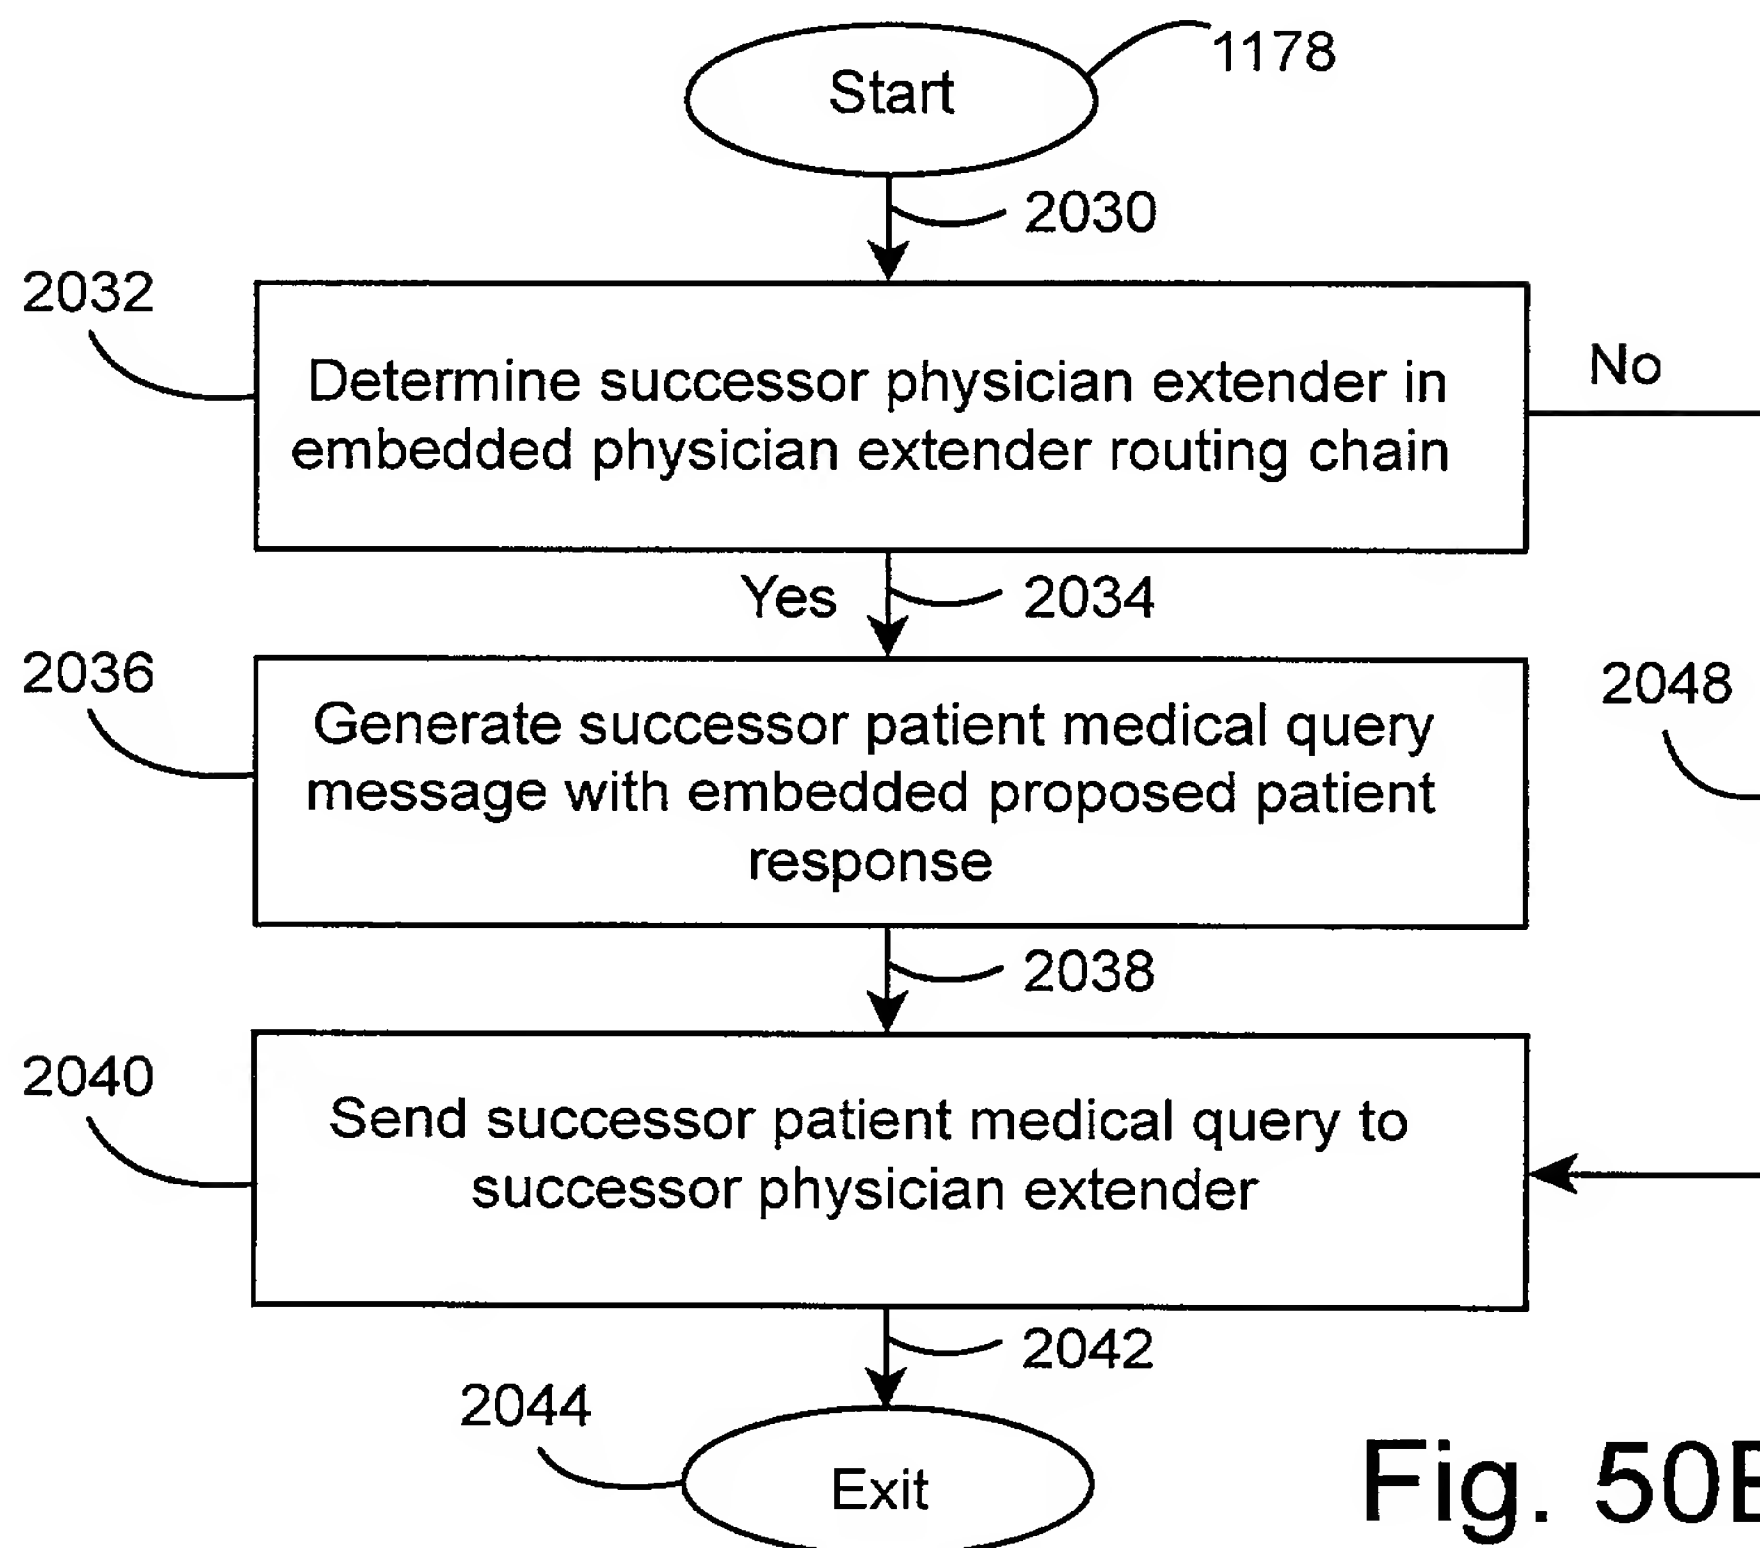 Start
1178
2030
2032
Determine successor physician extender in
embedded physician extender routing chain
No
Yes
2034
2036
Generate successor patient medical query
message with embedded proposed patient
response
2048
2038
2040
Send successor patient medical query to
successor physician extender
2042
2044
Exit
Fig. 50B